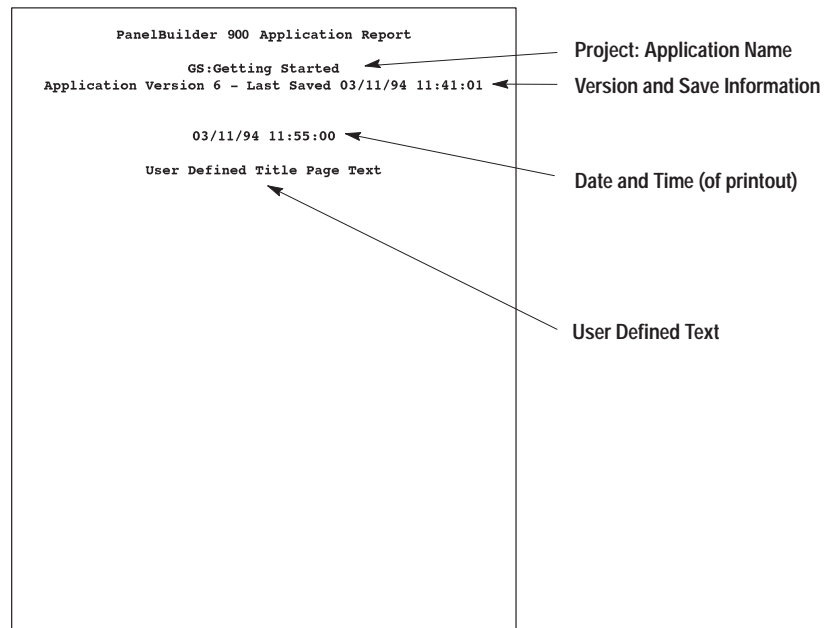 PanelBuilder 900 Application Report
GS:Getting Started
Application Version 6 - Last Saved 03/11/94 11:41:01
03/11/94 11:55:00
User Defined Title Page Text
Project: Application Name
Version and Save Information
Date and Time (of printout)
User Defined Text